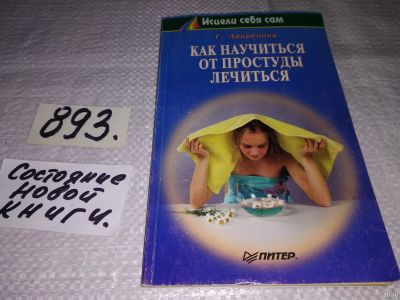 893.
Состояние
новой
книги.
Исцели себя сам
Г. Лавренова
КАК НАУЧИТЬСЯ
ОТ ПРОСТУДЫ
ЛЕЧИТЬСЯ
ПИТЕР